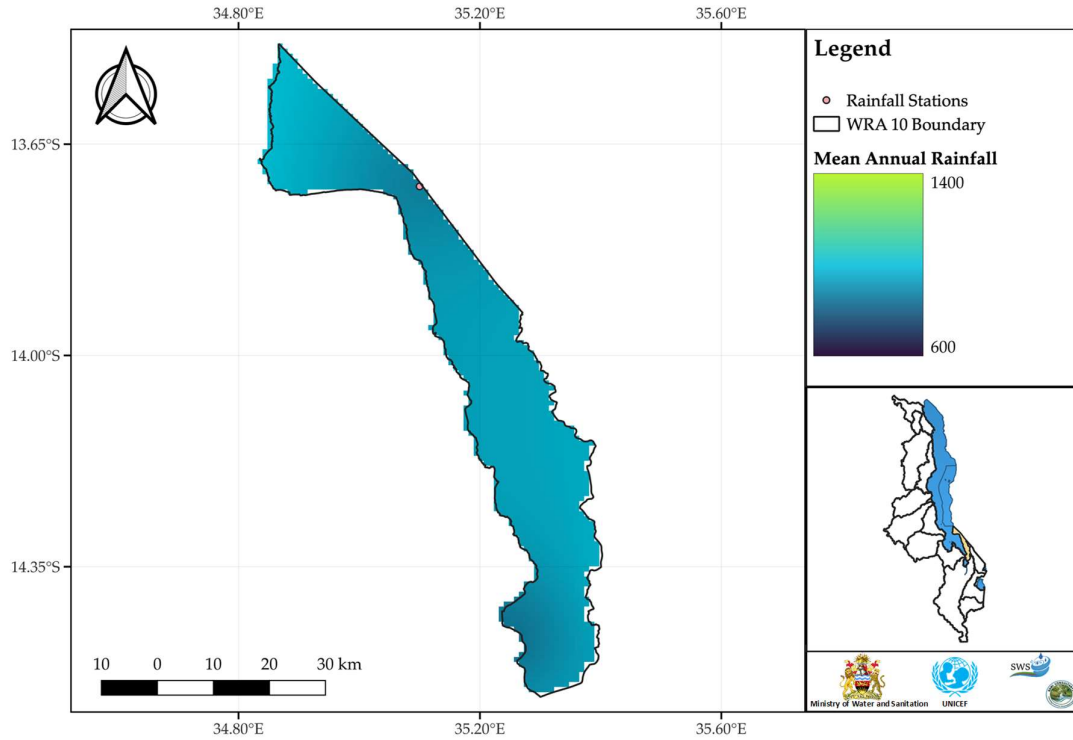 34.80°E 35.20°E 35.60°E
13.65°S
14.00°S
14.35°S
10 0 10 20 30 km
34.80°E 35.20°E 35.60°E
Legend
Rainfall Stations
WRA 10 Boundary
Mean Annual Rainfall
1400
600
SWS
Ministry of Water and Sanitation UNICEF